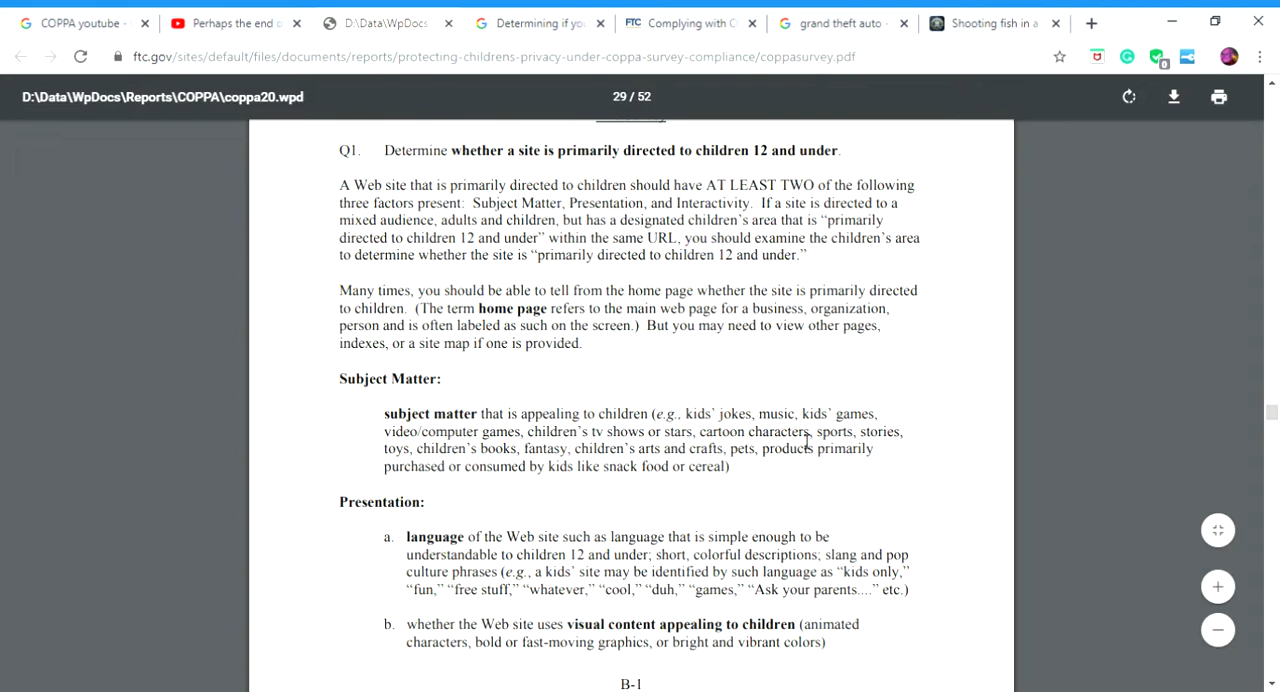 COPPA youtube -
Perhaps the end o
D:\Data\WpDocs
Determining if you
FTC Complying with C
grand theft auto -
Shooting fish in a
ftc.gov/sites/default/files/documents/reports/protecting-childrens-privacy-under-coppa-survey-compliance/coppasurvey.pdf
0
D:\Data\WpDocs\Reports\COPPA\coppa20.wpd
29 / 52
Q1. Determine whether a site is primarily directed to children 12 and under.
A Web site that is primarily directed to children should have AT LEAST TWO of the following
three factors present: Subject Matter, Presentation, and Interactivity. If a site is directed to a
mixed audience, adults and children, but has a designated children's area that is "primarily
directed to children 12 and under" within the same URL, you should examine the children's area
to determine whether the site is "primarily directed to children 12 and under."
Many times, you should be able to tell from the home page whether the site is primarily directed
to children. (The term home page refers to the main web page for a business, organization,
person and is often labeled as such on the screen.) But you may need to view other pages,
indexes, or a site map if one is provided.
Subject Matter:
subject matter that is appealing to children (e.g., kids' jokes, music, kids' games,
video/computer games, children's tv shows or stars, cartoon characters, sports, stories,
toys, children's books, fantasy, children's arts and crafts, pets, products primarily
purchased or consumed by kids like snack food or cereal)
Presentation:
a. language of the Web site such as language that is simple enough to be
understandable to children 12 and under; short, colorful descriptions; slang and pop
culture phrases (e.g., a kids' site may be identified by such language as "kids only,"
"fun," "free stuff," "whatever," "cool," "duh," "games," "Ask your parents...." etc.)
b. whether the Web site uses visual content appealing to children (animated
characters, bold or fast-moving graphics, or bright and vibrant colors)
B-1